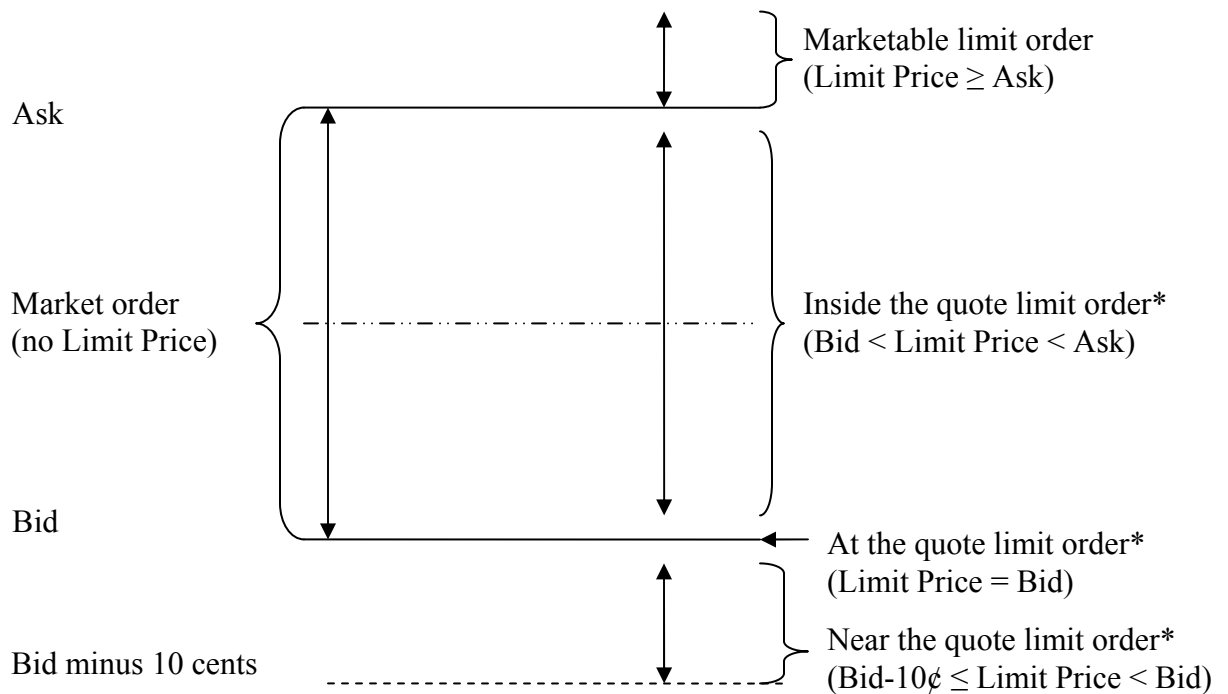 Marketable limit order
(Limit Price ≥ Ask)
Ask
Market order
(no Limit Price)
Inside the quote limit order*
(Bid < Limit Price < Ask)
Bid
At the quote limit order*
(Limit Price = Bid)
Near the quote limit order*
(Bid-10¢ ≤ Limit Price < Bid)
Bid minus 10 cents